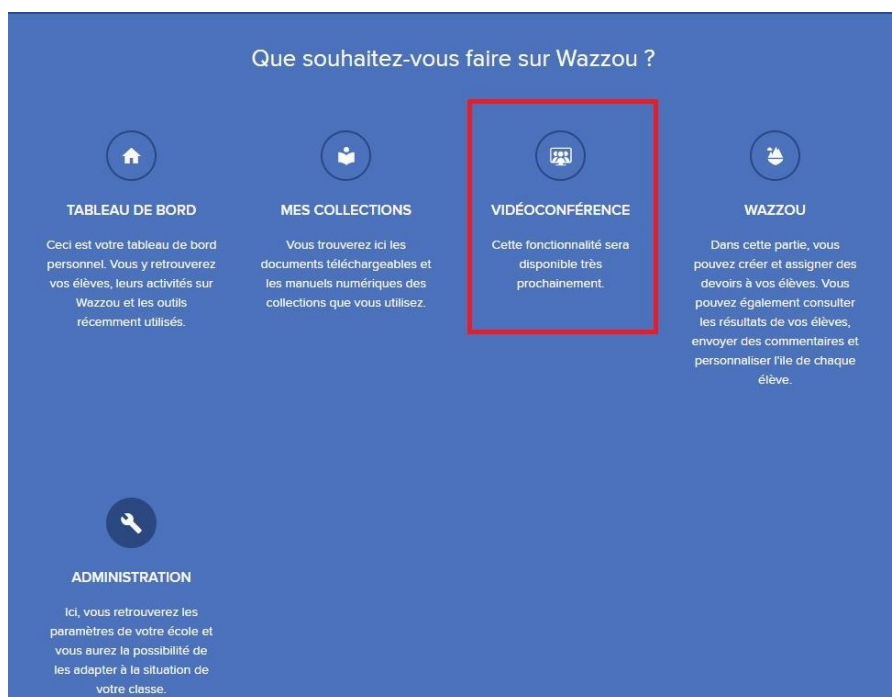 Que souhaitez-vous faire sur Wazzou ?
TABLEAU DE BORD
Ceci est votre tableau de bord
personnel. Vous y retrouverez
vos élèves, leurs activités sur
Wazzou et les outils
récemment utilisés.
MES COLLECTIONS
Vous trouverez ici les
documents téléchargeables et
les manuels numériques des
collections que vous utilisez.
VIDÉOCONFÉRENCE
Cette fonctionnalité sera
disponible très
prochainement.
WAZZOU
Dans cette partie, vous
pouvez créer et assigner des
devoirs à vos élèves. Vous
pouvez également consulter
les résultats de vos élèves,
envoyer des commentaires et
personnaliser l'île de chaque
élève.
ADMINISTRATION
Ici, vous retrouverez les
paramètres de votre école et
vous aurez la possibilité de
les adapter à la situation de
votre classe.